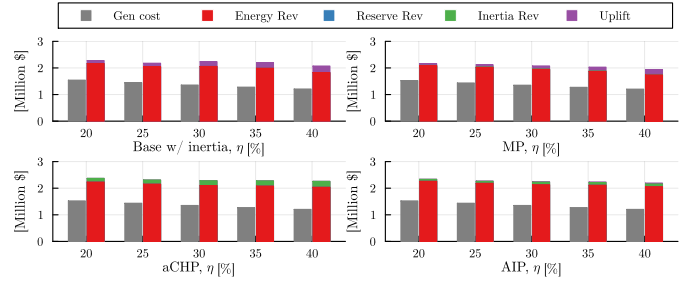 Gen cost Energy Rev Reserve Rev Inertia Rev Uplift
[Million $]
3
2
1
0
20 25 30 35 40
Base w/ inertia, η [%]
[Million $]
3
2
1
0
20 25 30 35 40
MP, η [%]
[Million $]
3
2
1
0
20 25 30 35 40
aCHP, η [%]
[Million $]
3
2
1
0
20 25 30 35 40
AIP, η [%]